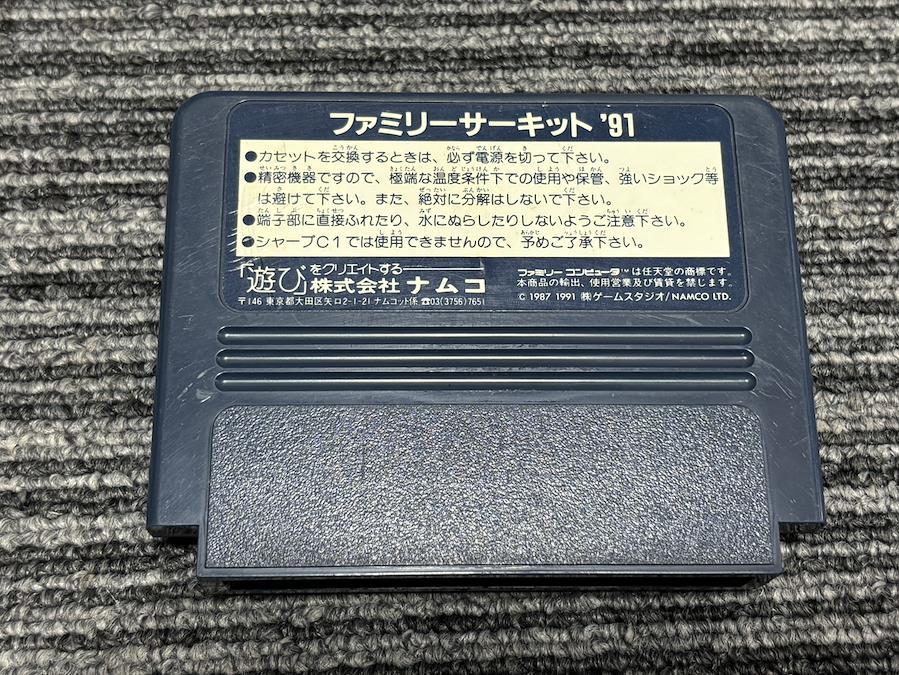 ファミリーサーキット '91
●カセットを交換するときは、必ず電源を切って下さい。
●精密機器ですので、極端な温度条件下での使用や保管、強いショック等
は避けて下さい。また、絶対に分解はしないで下さい。
●端子部に直接ふれたり、水にぬらしたりしないようご注意下さい。
●シャープC1では使用できませんので、予めご了承下さい。
「遊び」をクリエイトする
株式会社 ナムコ
〒146 東京都大田区矢口2-1-21 ナムコット係 ☎03(3756)7651
ファミリー コンピュータ™は任天堂の商標です。
本商品の輸出、使用営業及び賃貸を禁じます。
© 1987 1991 ㈱ゲームスタジオ/NAMCO LTD.